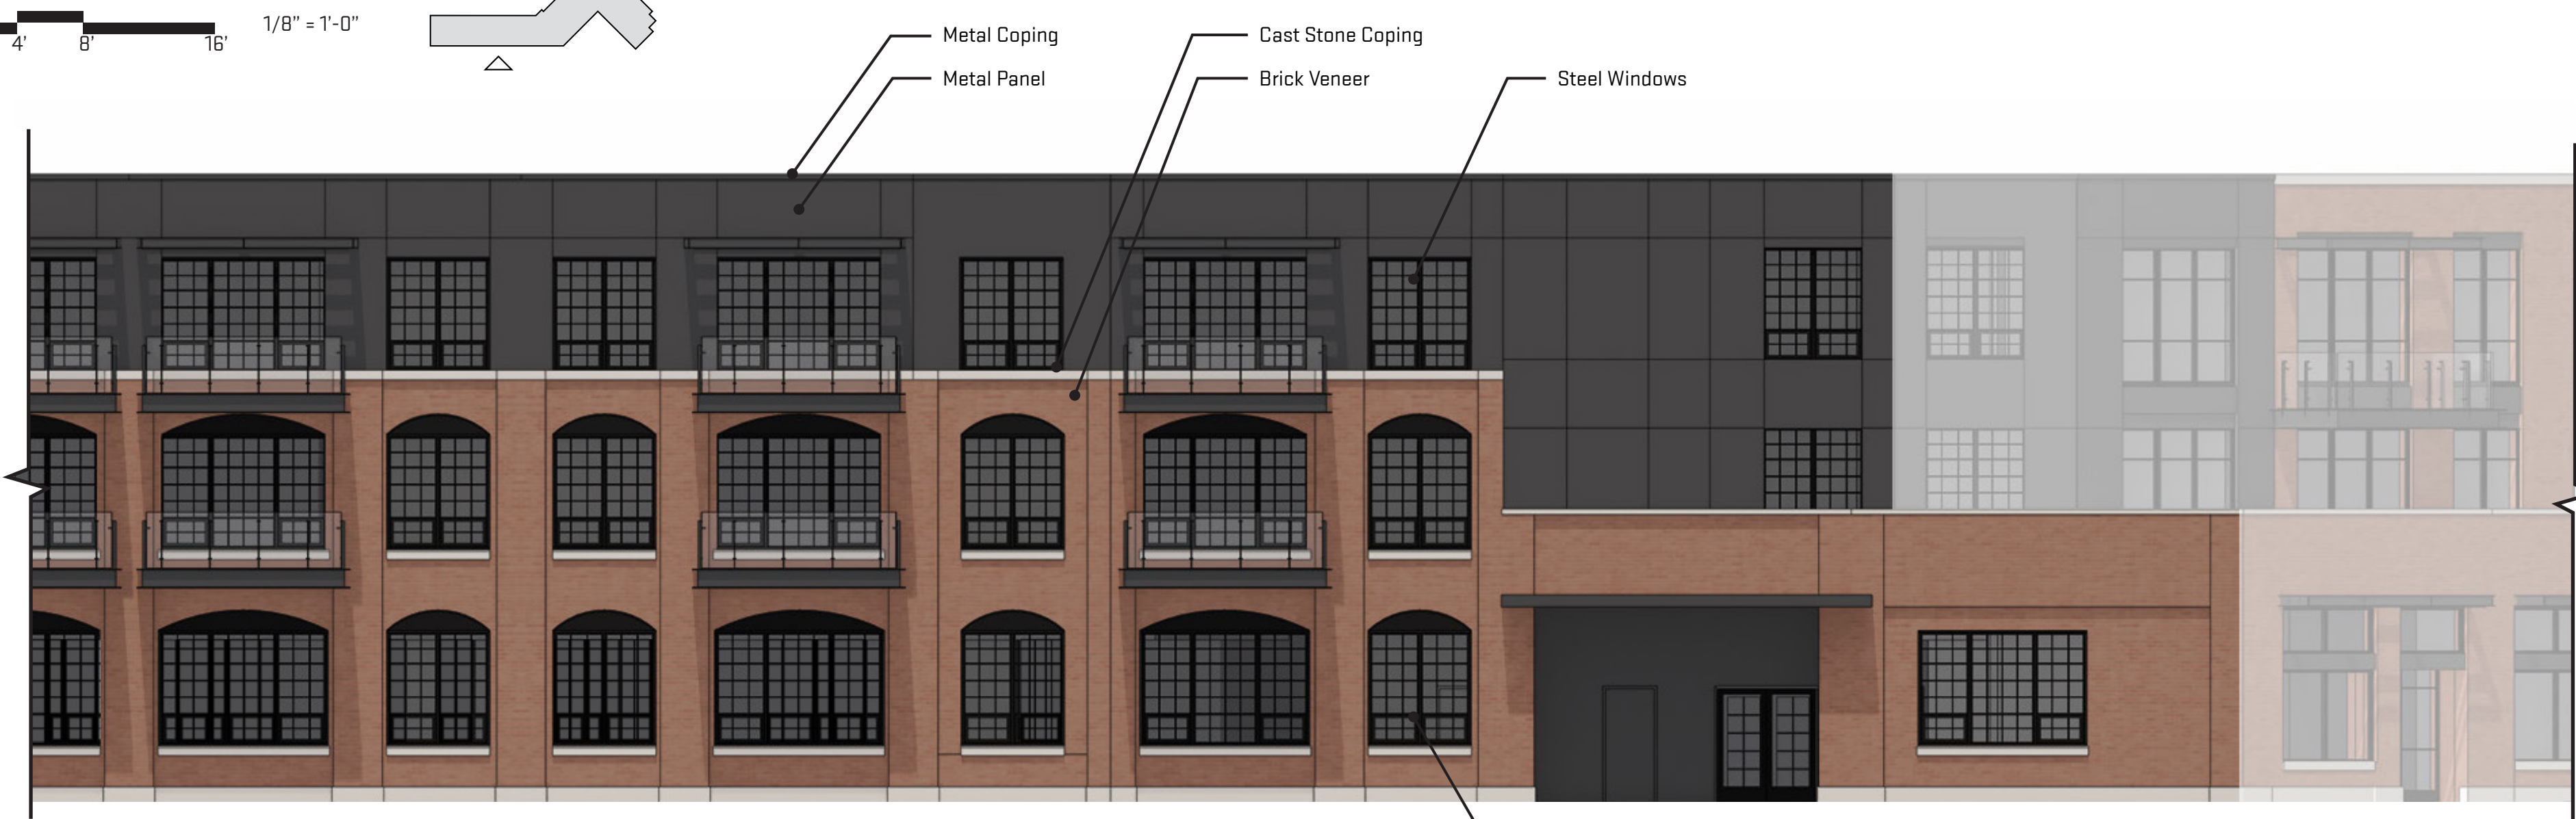 4' 8' 16'
1/8" = 1'-0"
Metal Coping
Metal Panel
Cast Stone Coping
Brick Veneer
Steel Windows